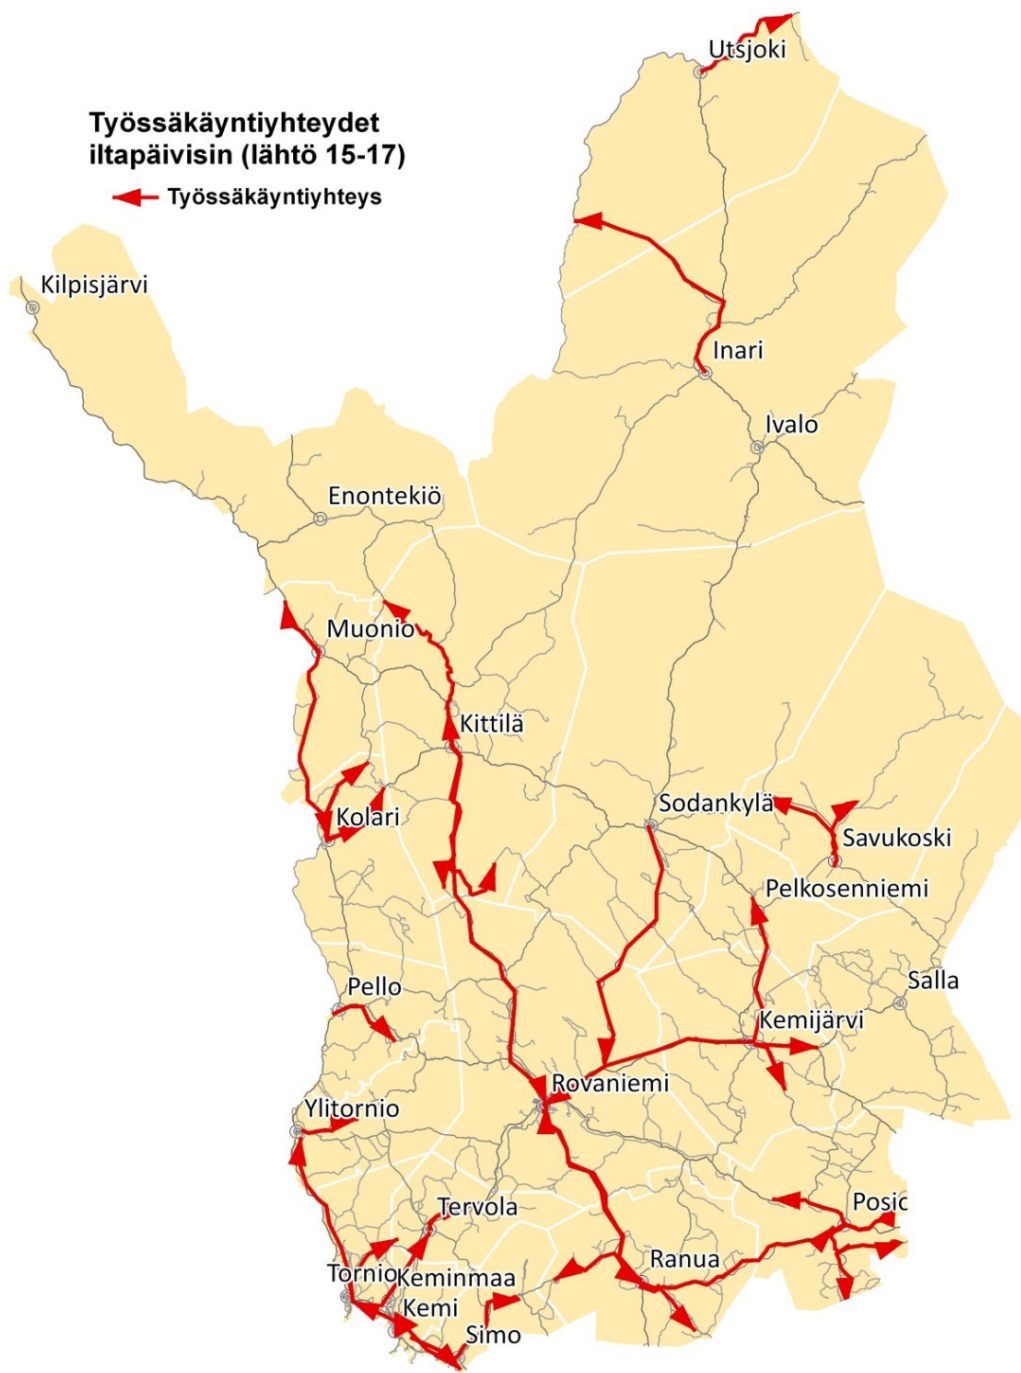 Utsjoki
Työssäkäyntiyhteydet
iltapäivisin (lähtö 15-17)
Työssäkäyntiyhteys
Kilpisjärvi
Inari
Ivalo
Enontekiö
Muonio
Kittilä
Sodankylä
Kolari
Savukoski
Pelkosenniemi
Salla
Pello
Kemijärvi
Rovaniemi
Ylitornio
Posio
Tervola
Ranua
Tornio
Keminmaa
Kemi
Simo